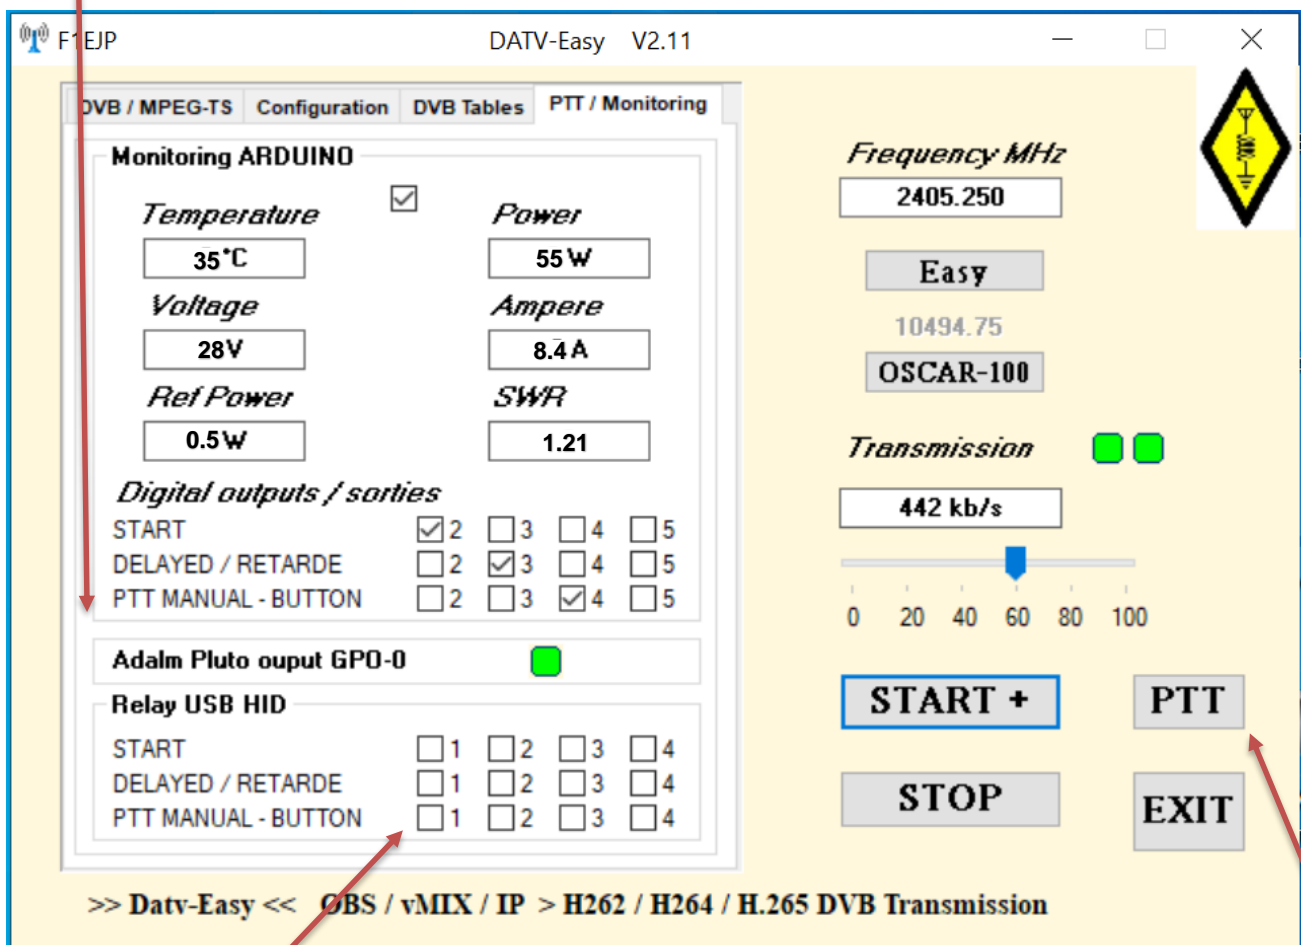 F1EJP DATV-Easy V2.11
DVB / MPEG-TS Configuration DVB Tables PTT / Monitoring
Monitoring ARDUINO
Temperature Power
35°C 55 W
Voltage Ampere
28V 8.4 A
Ref Power SWR
0.5 W 1.21
Digital outputs / sorties
START 2 3 4 5
DELAYED / RETARDE 2 3 4 5
PTT MANUAL - BUTTON 2 3 4 5
Adalm Pluto ouput GPO-0
Relay USB HID
START 1 2 3 4
DELAYED / RETARDE 1 2 3 4
PTT MANUAL - BUTTON 1 2 3 4
Frequency MHz
2405.250
Easy
10494.75
OSCAR-100
Transmission
442 kb/s
0 20 40 60 80 100
START + PTT
STOP EXIT
>> Datv-Easy << OBS / vMIX / IP > H262 / H264 / H.265 DVB Transmission